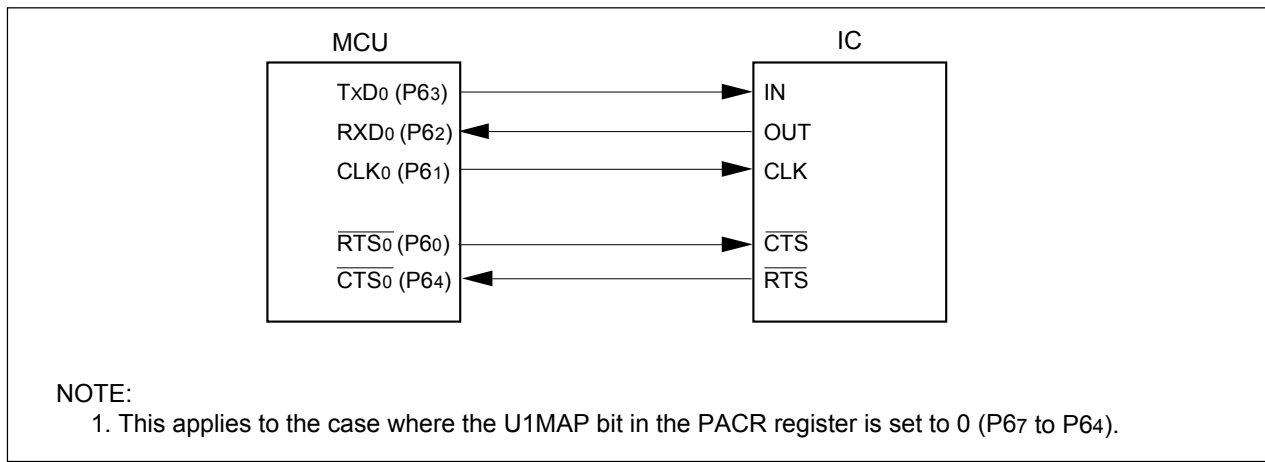 MCU IC
TxD0 (P63) IN
RXD0 (P62) OUT
CLK0 (P61) CLK
RTS0 (P60) CTS
CTS0 (P64) RTS
NOTE:
1. This applies to the case where the U1MAP bit in the PACR register is set to 0 (P67 to P64).